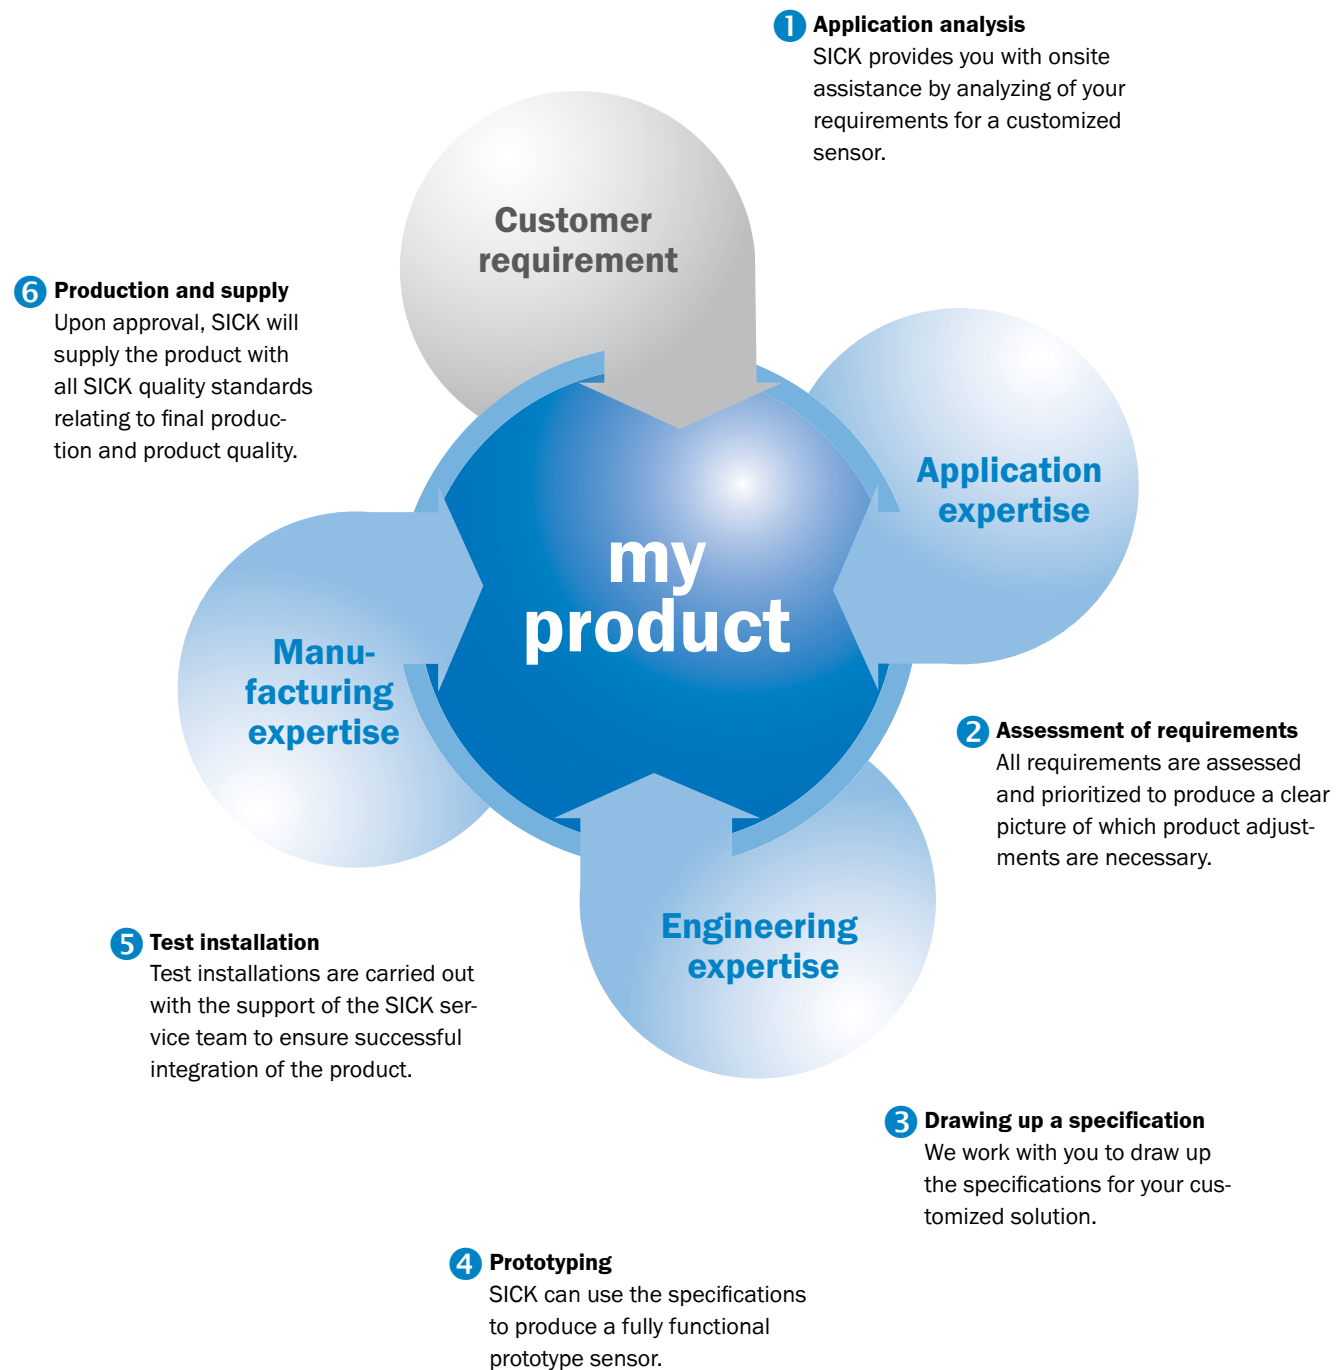 1 Application analysis
SICK provides you with onsite
assistance by analyzing of your
requirements for a customized
sensor.
Customer
requirement
6 Production and supply
Upon approval, SICK will
supply the product with
all SICK quality standards
relating to final produc-
tion and product quality.
Application
expertise
my
product
Manu-
facturing
expertise
2 Assessment of requirements
All requirements are assessed
and prioritized to produce a clear
picture of which product adjust-
ments are necessary.
Engineering
expertise
5 Test installation
Test installations are carried out
with the support of the SICK ser-
vice team to ensure successful
integration of the product.
3 Drawing up a specification
We work with you to draw up
the specifications for your cus-
tomized solution.
4 Prototyping
SICK can use the specifications
to produce a fully functional
prototype sensor.